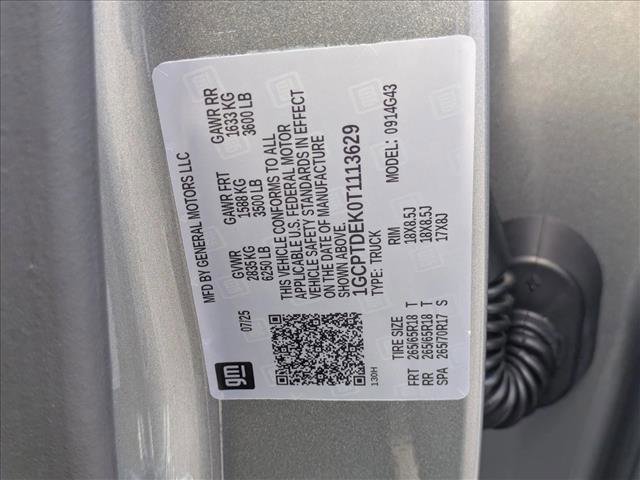 MFD BY GENERAL MOTORS LLC
07/25
GVWR
2835 KG
6250 LB
GAWR FRT
1588 KG
3500 LB
GAWR RR
1633 KG
3600 LB
THIS VEHICLE CONFORMS TO ALL
APPLICABLE U.S. FEDERAL MOTOR
VEHICLE SAFETY STANDARDS IN EFFECT
ON THE DATE OF MANUFACTURE
SHOWN ABOVE.
1GCPTDEK0T1113629
TYPE: TRUCK
MODEL: 0914G43
gm
130H
TIRE SIZE RIM
FRT 265/65R18 T 18X8.5J
RR 265/65R18 T 18X8.5J
SPA 265/70R17 S 17X8J